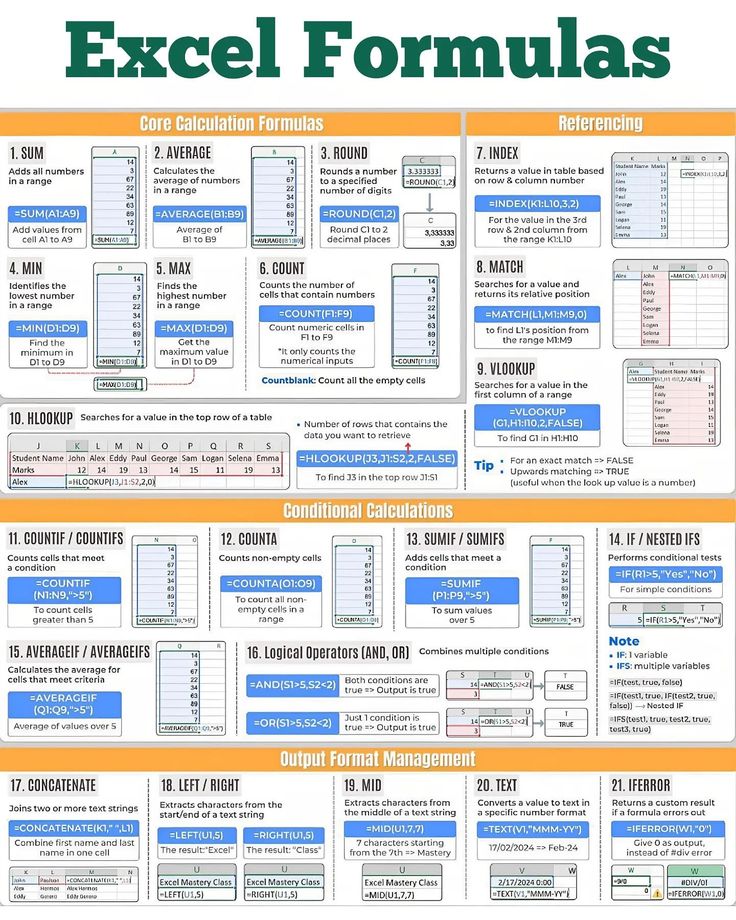 Excel Formulas
Core Calculation Formulas
1. SUM
Adds all numbers
in a range
=SUM(A1:A9)
Add values from
cell A1 to A9
A
14
3
67
22
34
63
89
12
7
=SUM(A1:A9)
2. AVERAGE
Calculates the
average of numbers
in a range
=AVERAGE(B1:B9)
Average of
B1 to B9
B
14
3
67
22
34
63
89
12
7
=AVERAGE(B1:B9)
3. ROUND
Rounds a number
to a specified
number of digits
=ROUND(C1,2)
Round C1 to 2
decimal places
C
3.333333
=ROUND(C1,2)
C
3,333333
3.33
4. MIN
Identifies the
lowest number
in a range
=MIN(D1:D9)
Find the
minimum in
D1 to D9
D
14
3
67
22
34
63
89
12
7
=MIN(D1:D9)
=MAX(D1:D9)
5. MAX
Finds the
highest number
in a range
=MAX(D1:D9)
Get the
maximum value
in D1 to D9
6. COUNT
Counts the number of
cells that contain numbers
=COUNT(F1:F9)
Count numeric cells in
F1 to F9
*It only counts the
numerical inputs
Countblank: Count all the empty cells
F
14
3
67
22
34
63
89
12
7
=COUNT(F1:F9)
Referencing
7. INDEX
Returns a value in table based
on row & column number
=INDEX(K1:L10,3,2)
For the value in the 3rd
row & 2nd column from
the range K1:L10
K L M N O P
Student Name Marks
John 12
Alex 14
Eddy 19
Paul 13
George 14
Sam 15
Logan 11
Selena 19
Emma 13
8. MATCH
Searches for a value and
returns its relative position
=MATCH(L1,M1:M9,0)
to find L1's position from
the range M1:M9
L M N O
Alex John =MATCH(L1,M1:M9,0)
Alex
Eddy
Paul
George
Sam
Logan
Selena
Emma
9. VLOOKUP
Searches for a value in the
first column of a range
=VLOOKUP
(G1,H1:I10,2,FALSE)
To find G1 in H1:H10
G H I
Alex Student Name Marks
12
Alex 14
Eddy 19
Paul 13
George 14
Sam 15
Logan 11
Selena 19
Emma 13
Tip
• For an exact match => FALSE
• Upwards matching => TRUE
(useful when the look up value is a number)
10. HLOOKUP
Searches for a value in the top row of a table
J K L M N O P Q R S
Student Name John Alex Eddy Paul George Sam Logan Selena Emma
Marks 12 14 19 13 14 15 11 19 13
Alex =HLOOKUP(J3,J1:S2,2,0)
• Number of rows that contains the
data you want to retrieve
=HLOOKUP(J3,J1:S2,2,FALSE)
To find J3 in the top row J1:S1
Conditional Calculations
11. COUNTIF / COUNTIFS
Counts cells that meet
a condition
=COUNTIF
(N1:N9,">5")
To count cells
greater than 5
N
14
3
67
22
34
63
89
12
7
=COUNTIF(N1:N9,">5")
12. COUNTA
Counts non-empty cells
=COUNTA(O1:O9)
To count all non-
empty cells in a
range
O
14
3
67
22
34
63
89
12
7
=COUNTA(O1:O9)
13. SUMIF / SUMIFS
Adds cells that meet a
condition
=SUMIF
(P1:P9,">5")
To sum values
over 5
14
3
67
22
34
63
89
12
7
=SUMIF(P1:P9,">5")
14. IF / NESTED IFS
Performs conditional tests
=IF(R1>5,"Yes","No")
For simple conditions
R S T
5 =IF(R1>5,"Yes","No")
Note
• IF: 1 variable
• IFS: multiple variables
=IF(test, true, false)
=IF(test1, true, IF(test2, true,
false)) → Nested IF
=IFS(test1, true, test2, true,
test3, true)
15. AVERAGEIF / AVERAGEIFS
Calculates the average for
cells that meet criteria
=AVERAGEIF
(Q1:Q9,">5")
Average of values over 5
Q R
14
3
67
22
34
63
89
12
7
=AVERAGEIF(Q1:Q9,">5")
16. Logical Operators (AND, OR)
Combines multiple conditions
=AND(S1>5,S2<2)
Both conditions are
true => Output is true
S T U
14 =AND(S1>5,S2<2)
3
T
FALSE
=OR(S1>5,S2<2)
Just 1 condition is
true => Output is true
S T U
14 =OR(S1>5,S2<2)
3
T
TRUE
Output Format Management
17. CONCATENATE
Joins two or more text strings
=CONCATENATE(K1," ",L1)
Combine first name and last
name in one cell
K L M N
John Paulson =CONCATENATE(K1," ",L1)
Alex Hermos Alex Hermos
Eddy Gerero Eddy Gerero
18. LEFT / RIGHT
Extracts characters from the
start/end of a text string
=LEFT(U1,5)
The result:"Excel"
=RIGHT(U1,5)
The result: "Class"
U
Excel Mastery Class
=LEFT(U1,5)
U
Excel Mastery Class
=RIGHT(U1,5)
19. MID
Extracts characters from
the middle of a text string
=MID(U1,7,7)
7 characters starting
from the 7th => Mastery
U
Excel Mastery Class
=MID(U1,7,7)
20. TEXT
Converts a value to text in
a specific number format
=TEXT(V1,"MMM-YY")
17/02/2024 => Feb-24
V W
2/17/2024 0:00
=TEXT(V1,"MMM-YY")
21. IFERROR
Returns a custom result
if a formula errors out
=IFERROR(W1,"0")
Give 0 as output,
instead of #div error
W
0
W
#DIV/0!
=IFERROR(W1,0)